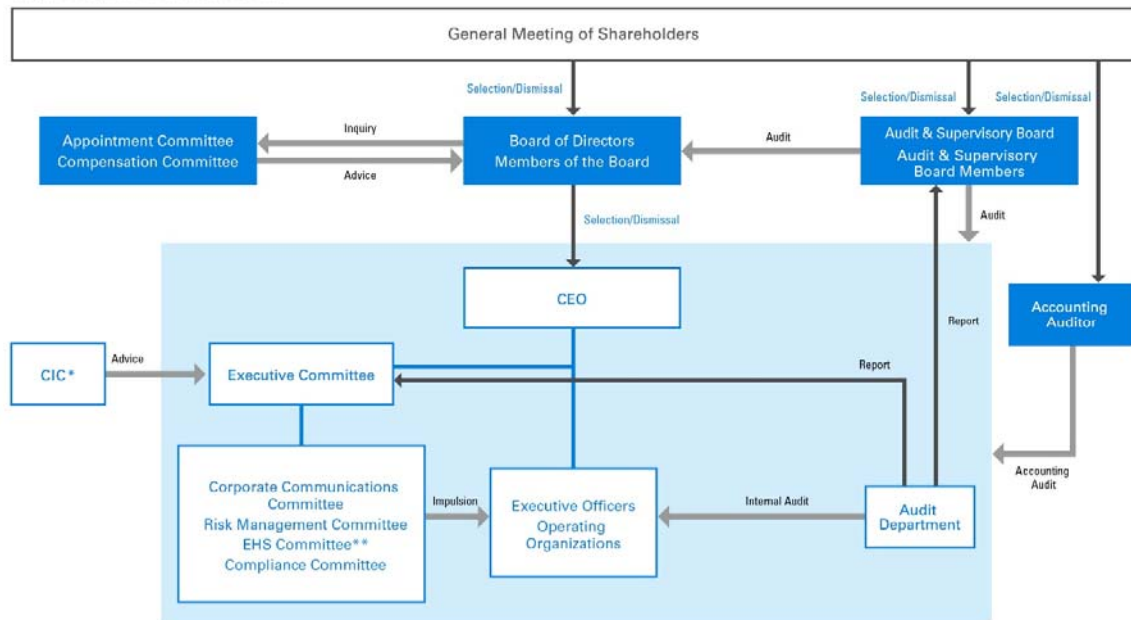 General Meeting of Shareholders
Selection/Dismissal
Selection/Dismissal
Selection/Dismissal
Appointment Committee
Compensation Committee
Inquiry
Advice
Board of Directors
Members of the Board
Audit
Audit & Supervisory Board
Audit & Supervisory
Board Members
Selection/Dismissal
Audit
CEO
Report
Accounting
Auditor
CIC*
Advice
Executive Committee
Report
Corporate Communications
Committee
Risk Management Committee
EHS Committee**
Compliance Committee
Impulsion
Executive Officers
Operating
Organizations
Internal Audit
Audit
Department
Accounting
Audit